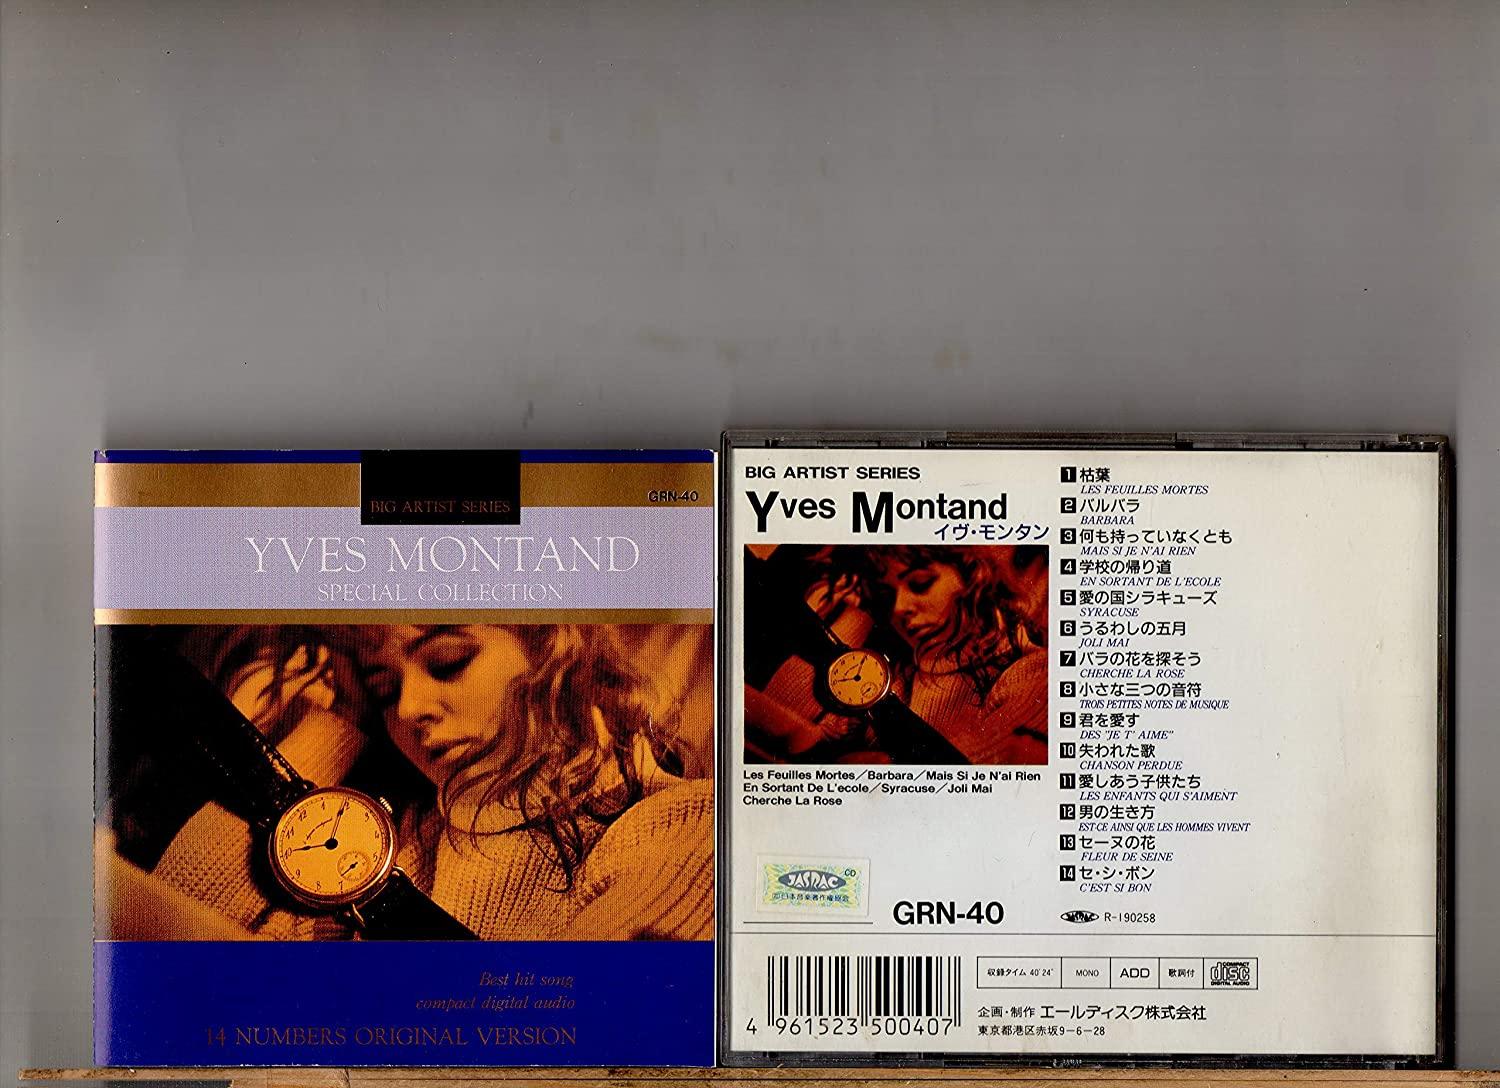 BIG ARTIST SERIES
GRN-40
YVES MONTAND
SPECIAL COLLECTION
Best hit song
compact digital audio
14 NUMBERS ORIGINAL VERSION
BIG ARTIST SERIES
Yves Montand
イヴ・モンタン
Les Feuilles Mortes／Barbara／Mais Si Je N'ai Rien
En Sortant De L'ecole／Syracuse／Joli Mai
Cherche La Rose
JASRAC
CD
GRN-40
1 枯葉
LES FEUILLES MORTES
2 バルバラ
BARBARA
3 何も持っていなくとも
MAIS SI JE N'AI RIEN
4 学校の帰り道
EN SORTANT DE L'ECOLE
5 愛の国シラキューズ
SYRACUSE
6 うるわしの五月
JOLI MAI
7 バラの花を探そう
CHERCHE LA ROSE
8 小さな三つの音符
TROIS PETITES NOTES DE MUSIQUE
9 君を愛す
DES "JE T' AIME"
10 失われた歌
CHANSON PERDUE
11 愛しあう子供たち
LES ENFANTS QUI S'AIMENT
12 男の生き方
EST-CE AINSI QUE LES HOMMES VIVENT
13 セーヌの花
FLEUR DE SEINE
14 セ・シ・ボン
C'EST SI BON
JASRAC R-190258
4 961523 500407
収録タイム 40'24" MONO ADD 歌詞付 COMPACT disc DIGITAL AUDIO
企画・制作 エールディスク株式会社
東京都港区赤坂9-6-28